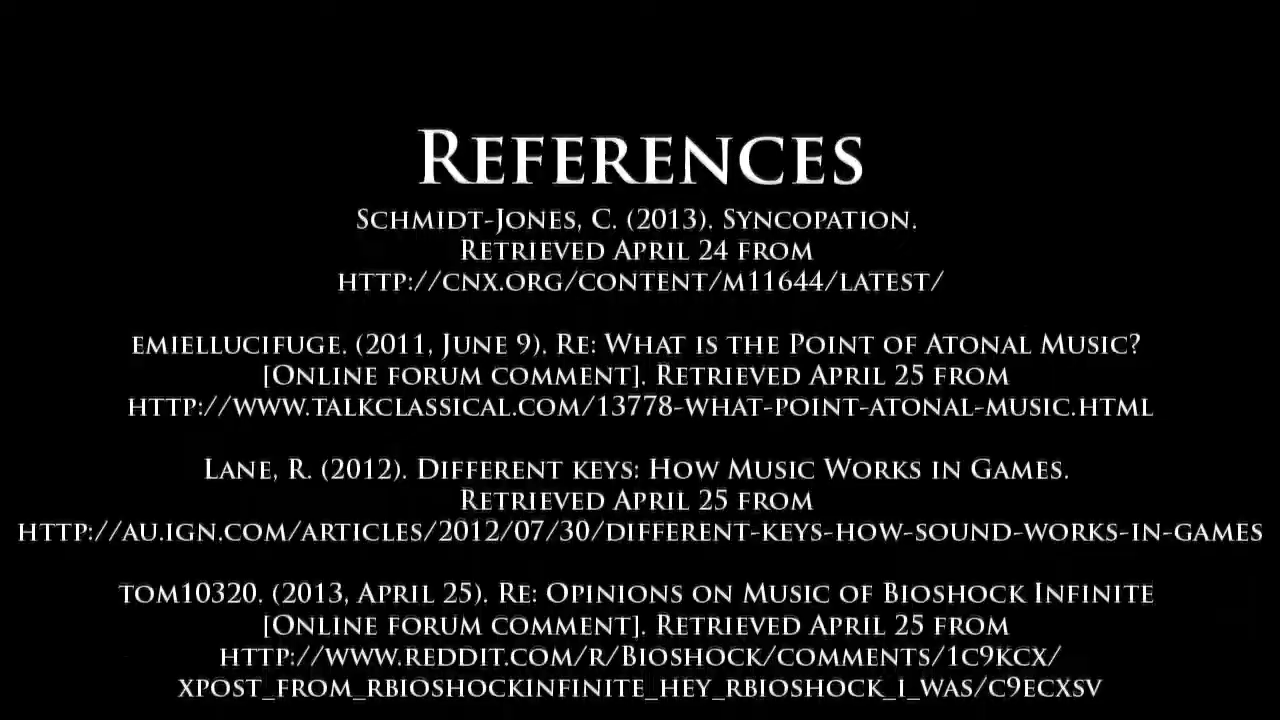 References
Schmidt-Jones, C. (2013). Syncopation.
Retrieved April 24 from
http://cnx.org/content/m11644/latest/
emiellucifuge. (2011, June 9). Re: What is the Point of Atonal Music?
[Online forum comment]. Retrieved April 25 from
http://www.talkclassical.com/13778-what-point-atonal-music.html
Lane, R. (2012). Different keys: How Music Works in Games.
Retrieved April 25 from
http://au.ign.com/articles/2012/07/30/different-keys-how-sound-works-in-games
tom10320. (2013, April 25). Re: Opinions on Music of Bioshock Infinite
[Online forum comment]. Retrieved April 25 from
http://www.reddit.com/r/Bioshock/comments/1c9kcx/
xpost_from_rbioshockinfinite_hey_rbioshock_i_was/c9ecxsv